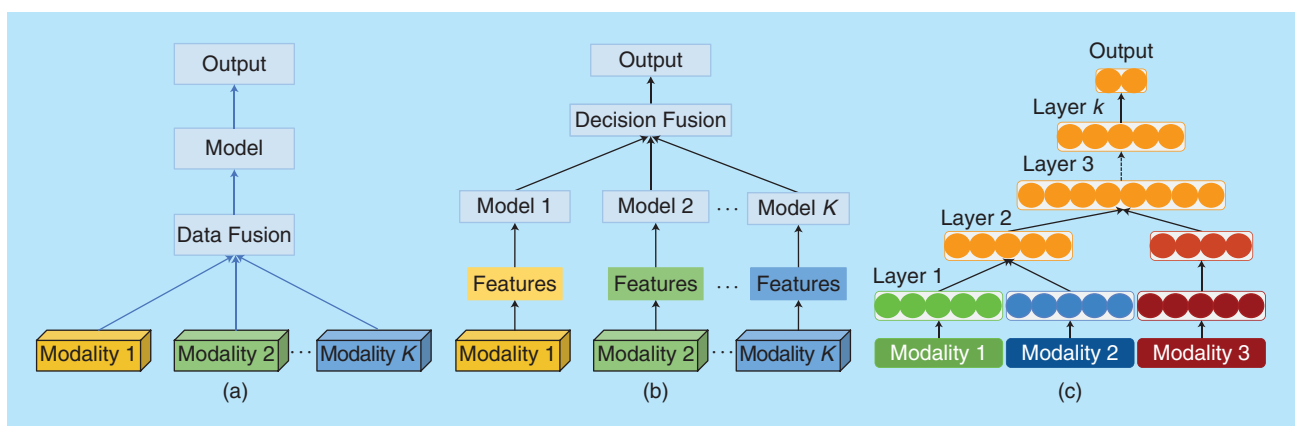 Output
Model
Data Fusion
Modality 1
Modality 2
...
Modality K
(a)
Output
Decision Fusion
Model 1
Model 2
...
Model K
Features
Features
...
Features
Modality 1
Modality 2
...
Modality K
(b)
Output
Layer k
Layer 3
Layer 2
Layer 1
Modality 1
Modality 2
Modality 3
(c)